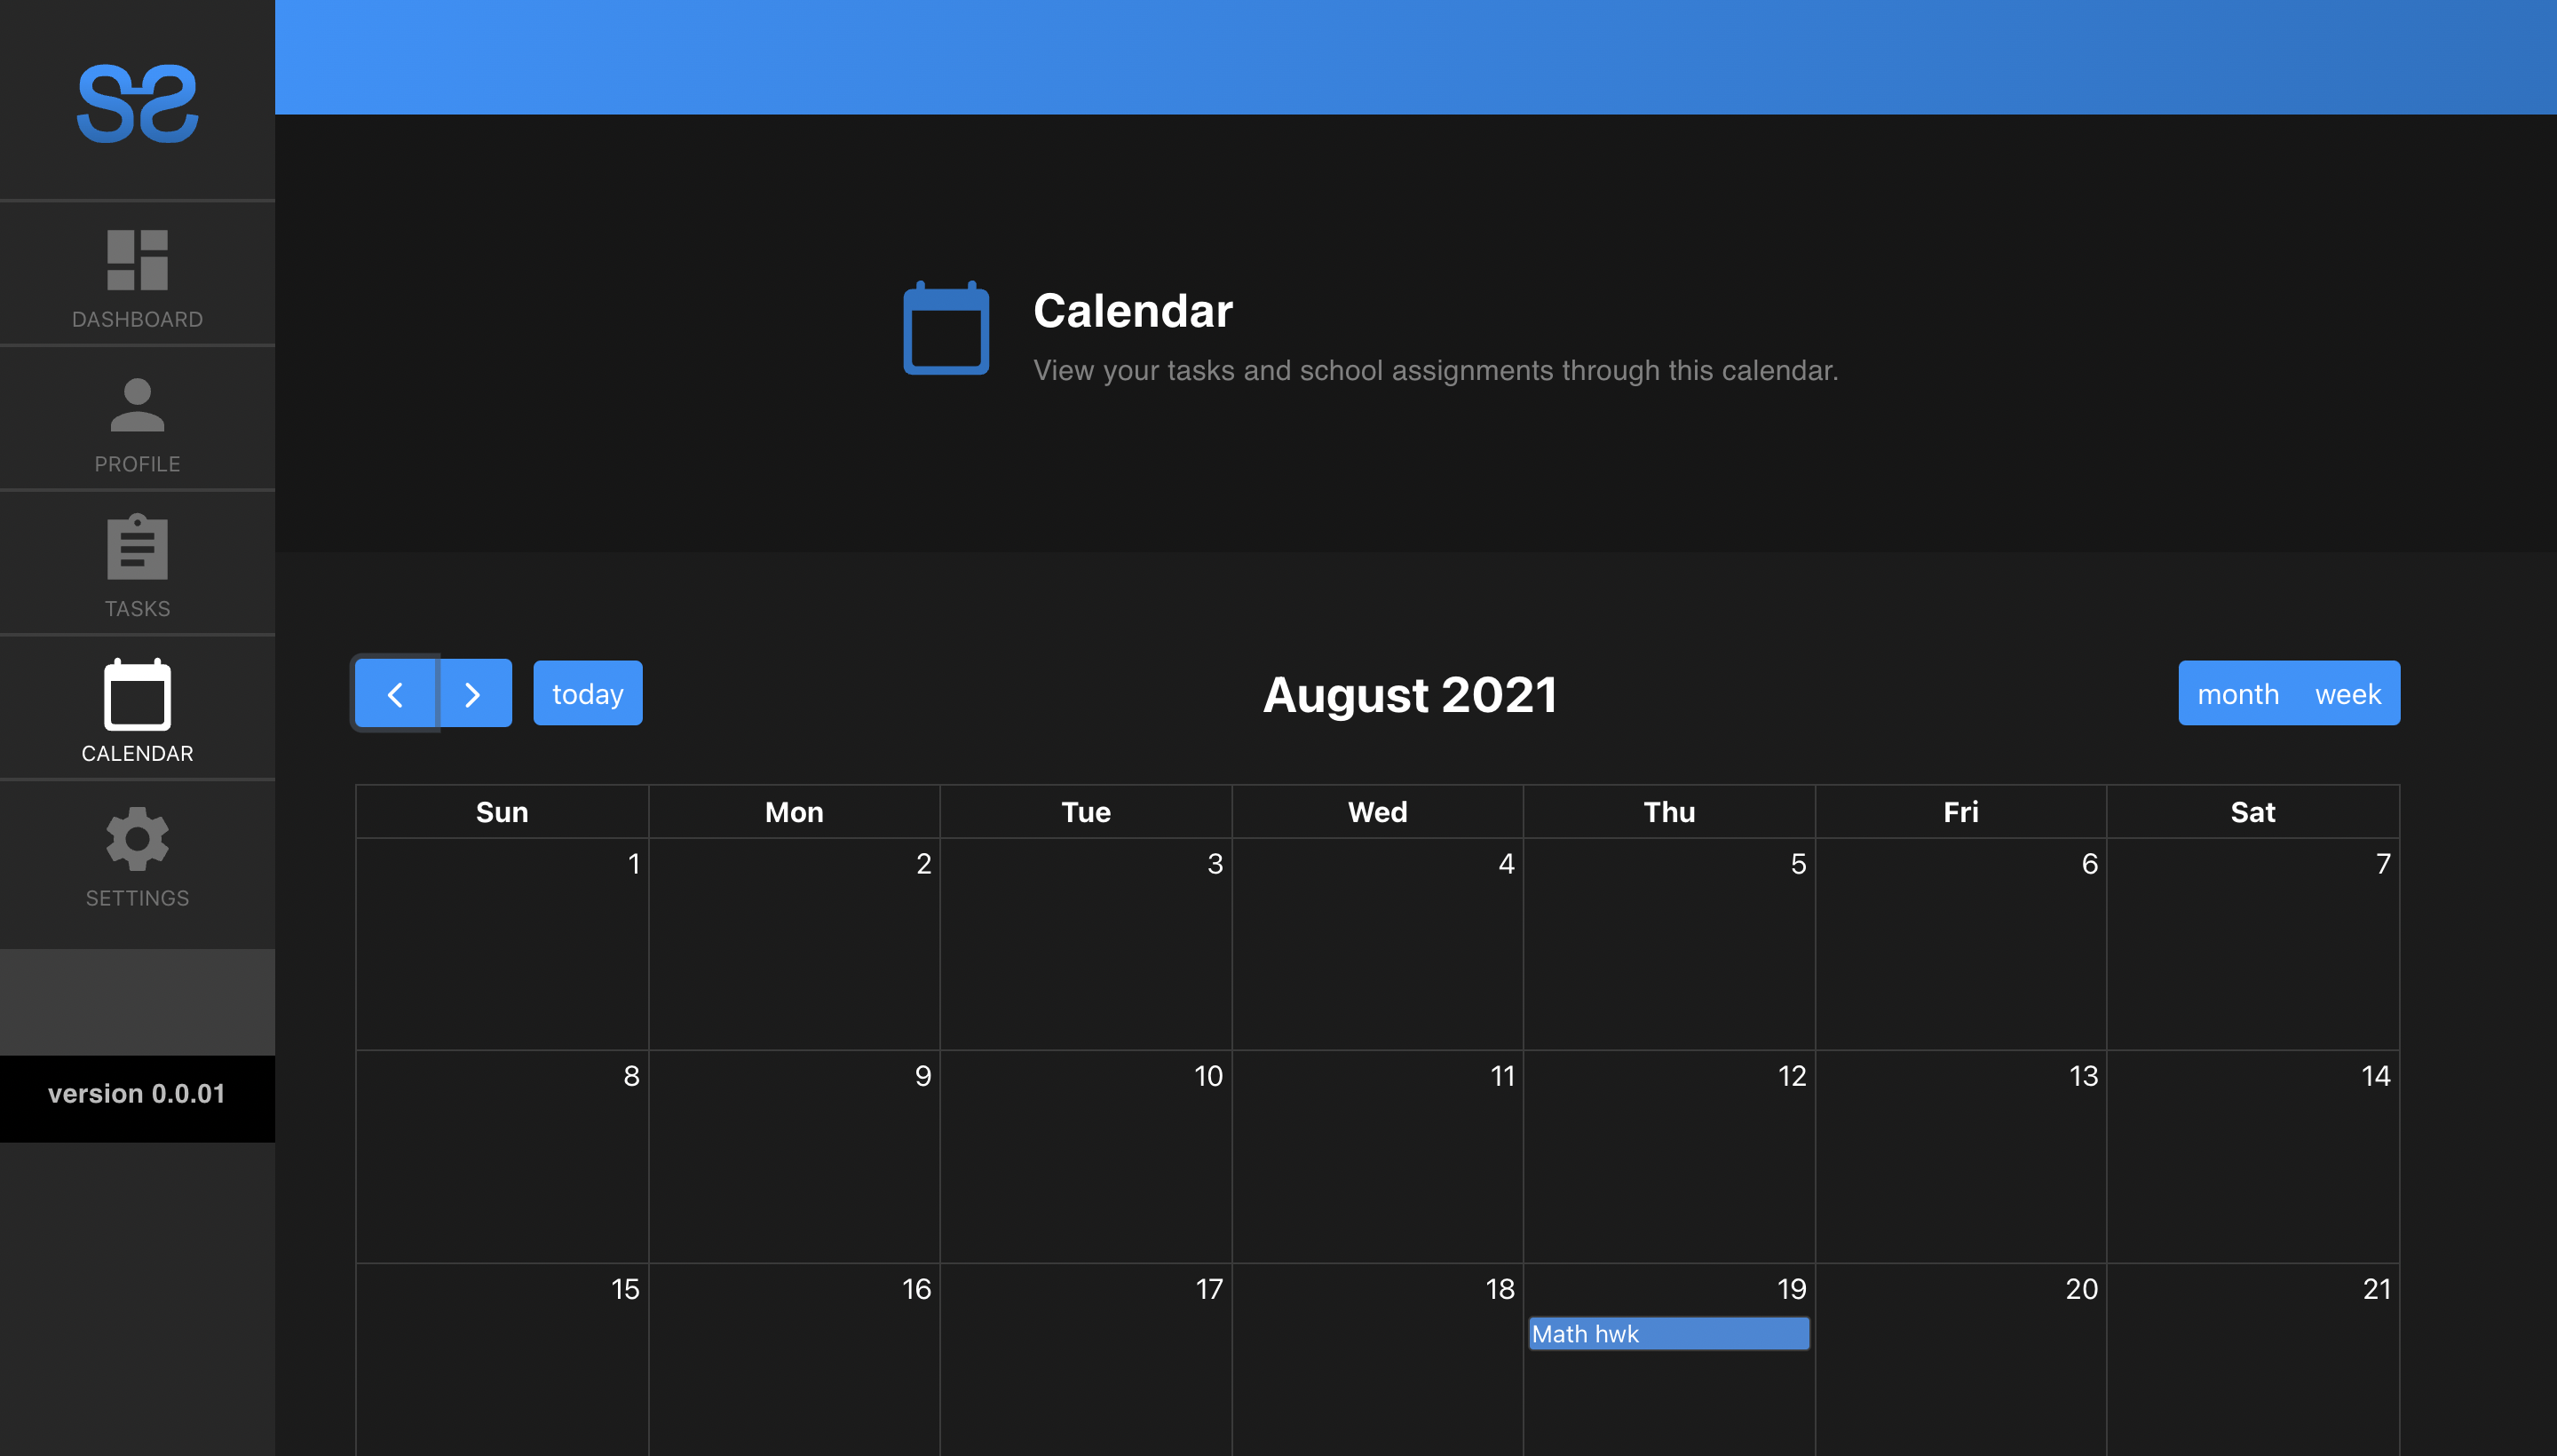 SS
DASHBOARD
PROFILE
TASKS
CALENDAR
SETTINGS
version 0.0.01
Calendar
View your tasks and school assignments through this calendar.
today
August 2021
month week
Sun Mon Tue Wed Thu Fri Sat
1 2 3 4 5 6 7
8 9 10 11 12 13 14
15 16 17 18 19 20 21
Math hwk